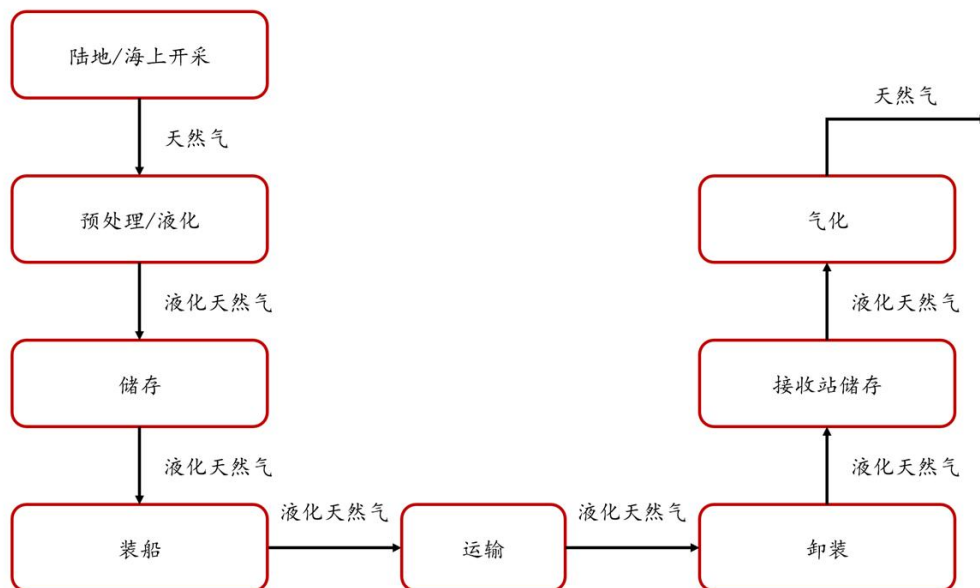 陆地/海上开采
天然气
预处理/液化
液化天然气
储存
液化天然气
装船
液化天然气
运输
液化天然气
卸装
液化天然气
接收站储存
液化天然气
气化
天然气